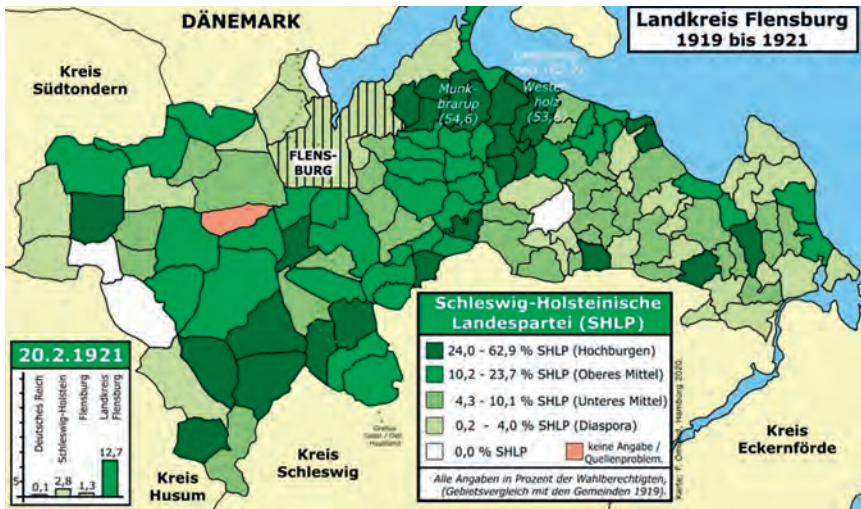 DÄNEMARK
Landkreis Flensburg
1919 bis 1921
Kreis
Südtondern
Munk-
brarup
(54,6)
Wester-
holz
FLENS-
BURG
Schleswig-Holsteinische
Landespartei (SHLP)
24,0 - 62,9 % SHLP (Hochburgen)
10,2 - 23,7 % SHLP (Oberes Mittel)
4,3 - 10,1 % SHLP (Unteres Mittel)
0,2 - 4,0 % SHLP (Diaspora)
0,0 % SHLP
keine Angabe /
Quellenproblem.
Alle Angaben in Prozent der Wahlberechtigten,
(Gebietsvergleich mit den Gemeinden 1919).
Hamburg 2020.
20.2.1921
Deutsches Reich
Schleswig-Holstein
Flensburg
Landkreis
Flensburg
12,7
5
0,1
2,8
1,3
Kreis
Husum
Kreis
Schleswig
Kreis
Eckernförde